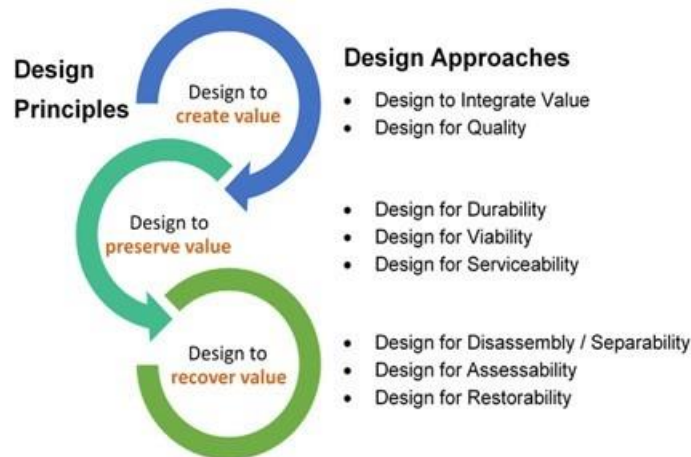 Design
Principles
Design to
create value
Design to
preserve value
Design to
recover value
Design Approaches
• Design to Integrate Value
• Design for Quality
• Design for Durability
• Design for Viability
• Design for Serviceability
• Design for Disassembly / Separability
• Design for Assessability
• Design for Restorability